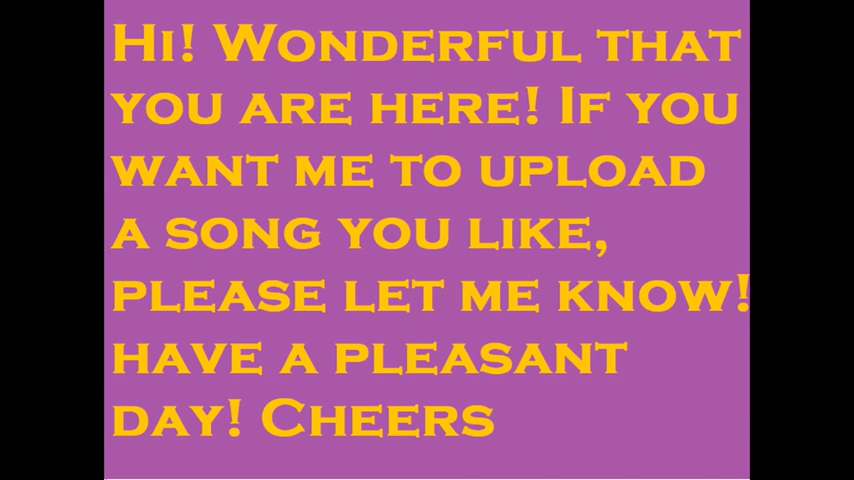 Hi! Wonderful that
you are here! If you
want me to upload
a song you like,
please let me know!
have a pleasant
day! Cheers